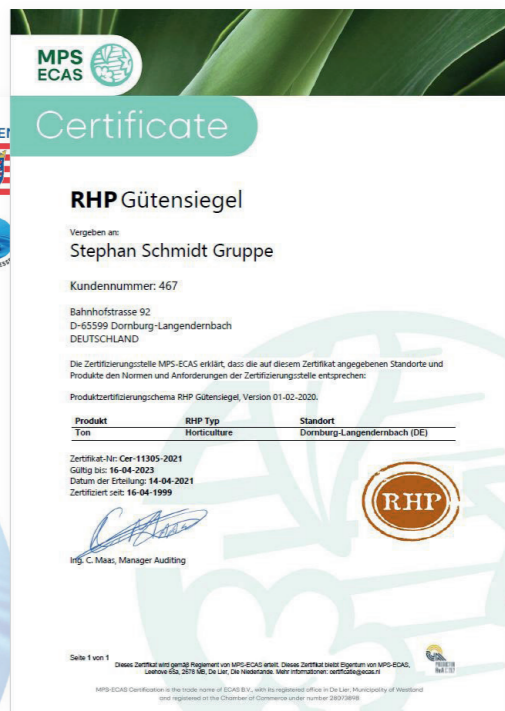 MPS
ECAS
Certificate
RHP Gütensiegel
Vergeben an:
Stephan Schmidt Gruppe
Kundennummer: 467
Bahnhofstrasse 92
D-65599 Dornburg-Langendernbach
DEUTSCHLAND
Die Zertifizierungsstelle MPS-ECAS erklärt, dass die auf diesem Zertifikat angegebenen Standorte und
Produkte den Normen und Anforderungen der Zertifizierungsstelle entsprechen:
Produktzertifizierungschema RHP Gütensiegel, Version 01-02-2020.
Produkt RHP Typ Standort
Ton Horticulture Dornburg-Langendernbach (DE)
Zertifikat-Nr: Cer-11305-2021
Gültig bis: 16-04-2023
Datum der Erteilung: 14-04-2021
Zertifiziert seit: 16-04-1999
RHP
Ing. C. Maas, Manager Auditing
Seite 1 von 1
Dieses Zertifikat wird gemäß Reglement von MPS-ECAS erteilt. Dieses Zertifikat bleibt Eigentum von MPS-ECAS,
Leehove 65a, 2678 MB, De Lier, Die Niederlande. Mehr Informationen: certificatie@ecas.nl
MPS-ECAS Certification is the trade name of ECAS B.V., with its registered office in De Lier, Municipality of Westland
and registered at the Chamber of Commerce under number 28073898.